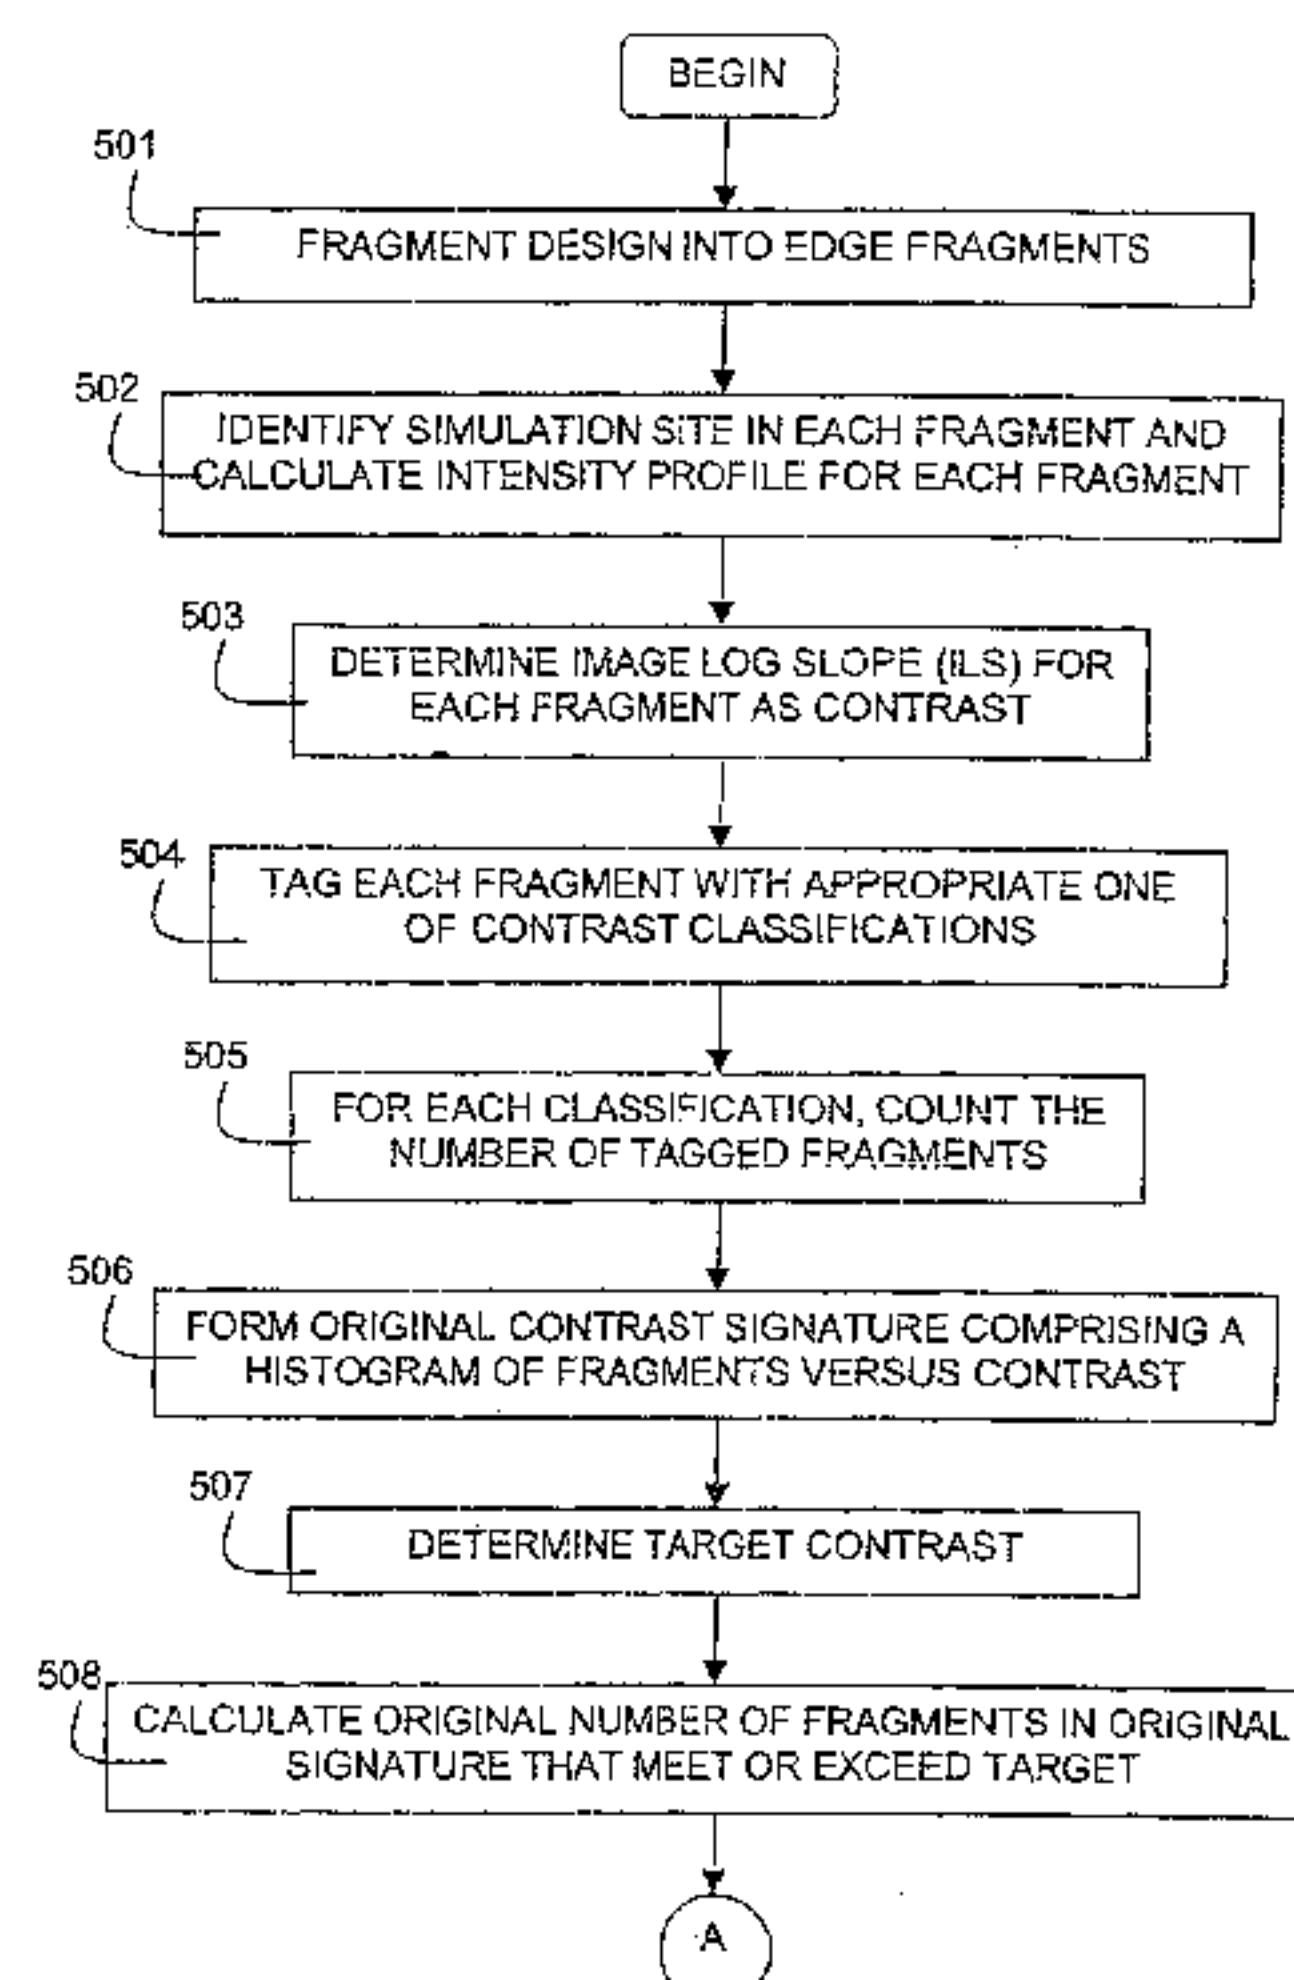 BEGIN
501
FRAGMENT DESIGN INTO EDGE FRAGMENTS
502
IDENTIFY SIMULATION SITE IN EACH FRAGMENT AND
CALCULATE INTENSITY PROFILE FOR EACH FRAGMENT
503
DETERMINE IMAGE LOG SLOPE (ILS) FOR
EACH FRAGMENT AS CONTRAST
504
TAG EACH FRAGMENT WITH APPROPRIATE ONE
OF CONTRAST CLASSIFICATIONS
505
FOR EACH CLASSIFICATION, COUNT THE
NUMBER OF TAGGED FRAGMENTS
506
FORM ORIGINAL CONTRAST SIGNATURE COMPRISING A
HISTOGRAM OF FRAGMENTS VERSUS CONTRAST
507
DETERMINE TARGET CONTRAST
508
CALCULATE ORIGINAL NUMBER OF FRAGMENTS IN ORIGINAL
SIGNATURE THAT MEET OR EXCEED TARGET
A